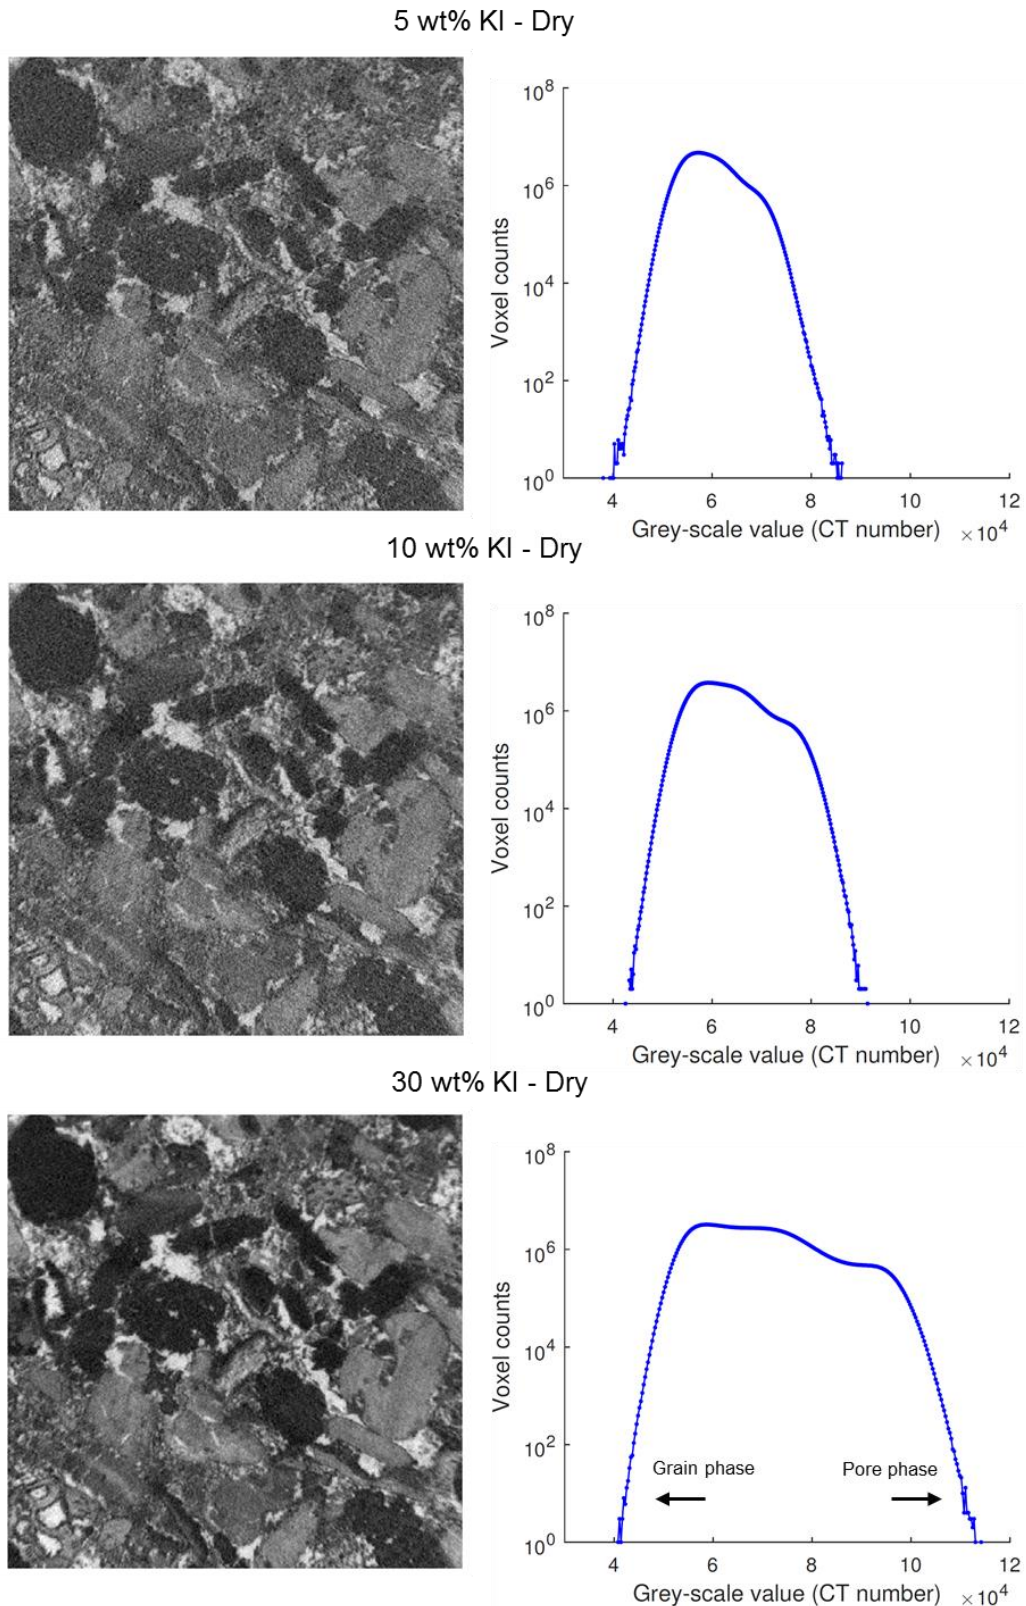 5 wt% KI - Dry
10^8
10^6
10^4
10^2
10^0
Voxel counts
4 6 8 10 12
Grey-scale value (CT number) ×10^4
10 wt% KI - Dry
10^8
10^6
10^4
10^2
10^0
Voxel counts
4 6 8 10 12
Grey-scale value (CT number) ×10^4
30 wt% KI - Dry
10^8
10^6
10^4
10^2
10^0
Voxel counts
Grain phase
Pore phase
4 6 8 10 12
Grey-scale value (CT number) ×10^4